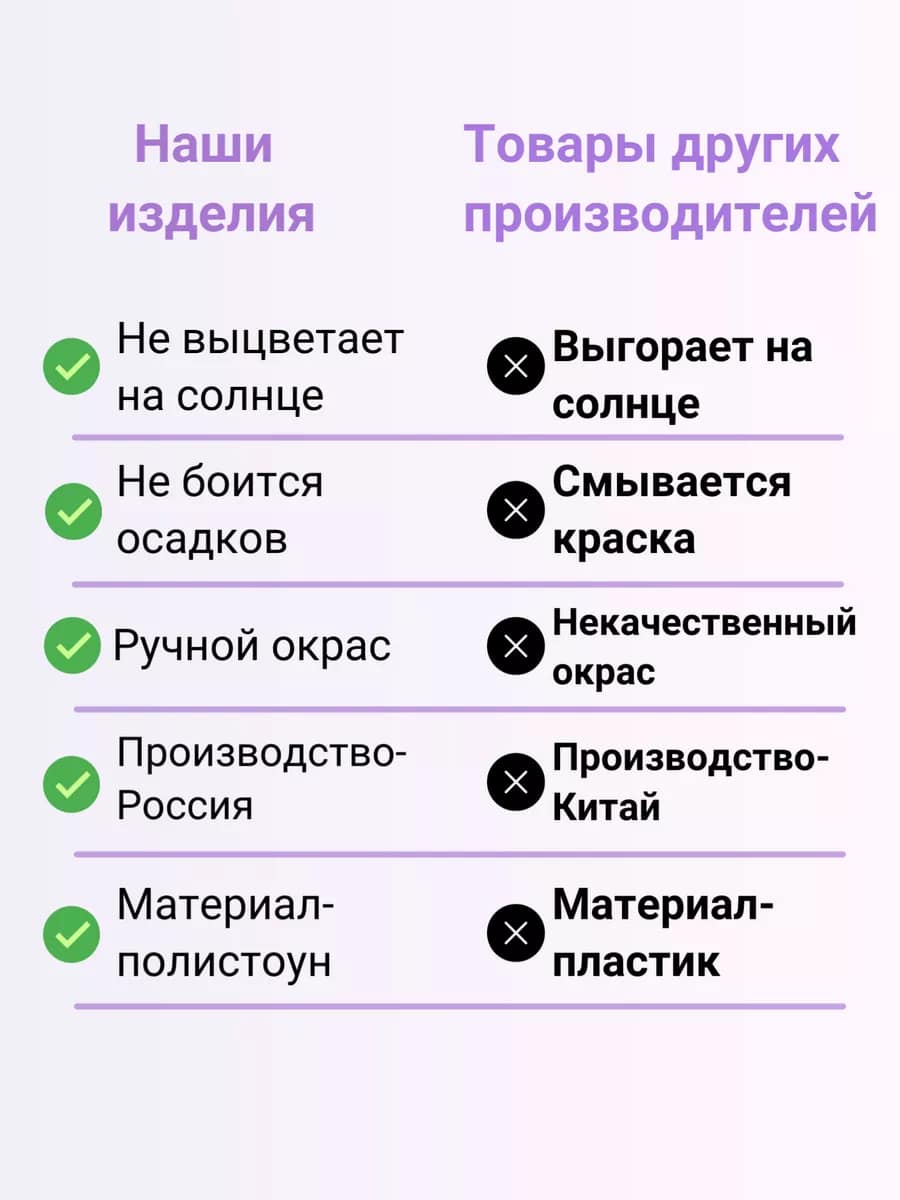 Наши
изделия
Товары других
производителей
Не выцветает
на солнце
Выгорает на
солнце
Не боится
осадков
Смывается
краска
Ручной окрас
Некачественный
окрас
Производство-
Россия
Производство-
Китай
Материал-
полистоун
Материал-
пластик